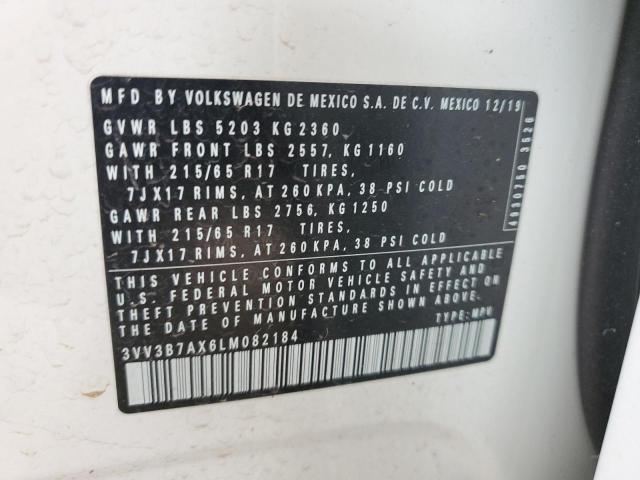 MFD BY VOLKSWAGEN DE MEXICO S.A. DE C.V. MEXICO 12/19
GVWR LBS 5203 KG 2360
GAWR FRONT LBS 2557, KG 1160
WITH 215/65 R17 TIRES,
7JX17 RIMS, AT 260 KPA, 38 PSI COLD
GAWR REAR LBS 2756, KG 1250
WITH 215/65 R17 TIRES,
7JX17 RIMS, AT 260 KPA, 38 PSI COLD
THIS VEHICLE CONFORMS TO ALL APPLICABLE
U.S. FEDERAL MOTOR VEHICLE SAFETY AND
THEFT PREVENTION STANDARDS IN EFFECT ON
THE DATE OF MANUFACTURE SHOWN ABOVE.
3VV3B7AX6LM082184 TYPE: MPV
3526